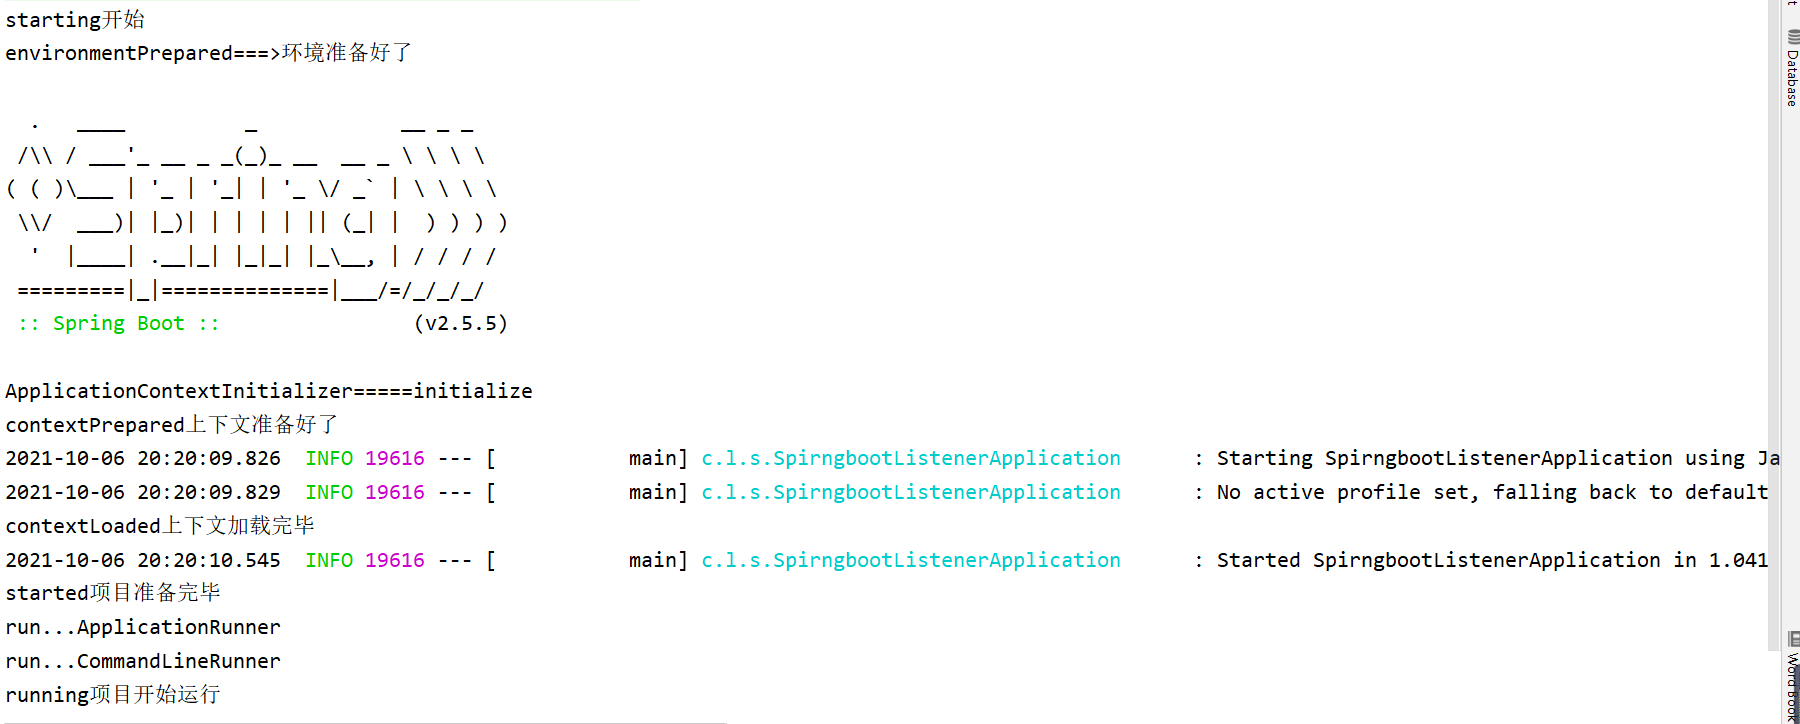 starting开始
environmentPrepared===>环境准备好了
  .   ____          _            __ _ _
 /\\ / ___'_ __ _ _(_)_ __  __ _ \ \ \ \
( ( )\___ | '_ | '_| | '_ \/ _` | \ \ \ \
 \\/  ___)| |_)| | | | | || (_| |  ) ) ) )
  '  |____| .__|_| |_|_| |_\__, | / / / /
 =========|_|==============|___/=/_/_/_/
 :: Spring Boot ::                (v2.5.5)
ApplicationContextInitializer=====initialize
contextPrepared上下文准备好了
2021-10-06 20:20:09.826  INFO 19616 --- [           main] c.l.s.SpirngbootListenerApplication      : Starting SpirngbootListenerApplication using Ja
2021-10-06 20:20:09.829  INFO 19616 --- [           main] c.l.s.SpirngbootListenerApplication      : No active profile set, falling back to default
contextLoaded上下文加载完毕
2021-10-06 20:20:10.545  INFO 19616 --- [           main] c.l.s.SpirngbootListenerApplication      : Started SpirngbootListenerApplication in 1.041
started项目准备完毕
run...ApplicationRunner
run...CommandLineRunner
running项目开始运行
Database
Word Book